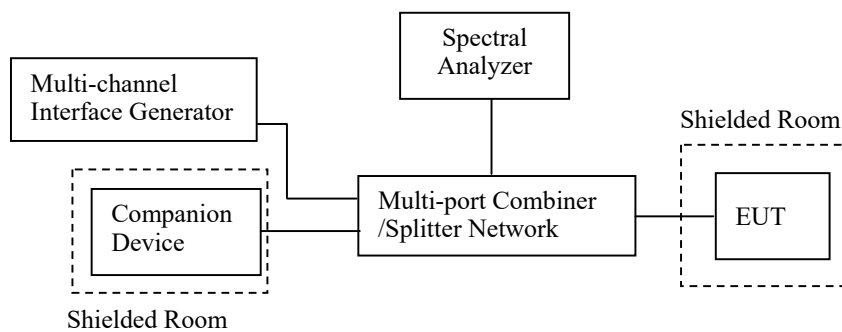 Spectral
Analyzer
Multi-channel
Interface Generator
Shielded Room
Multi-port Combiner
/Splitter Network
Companion
Device
EUT
Shielded Room